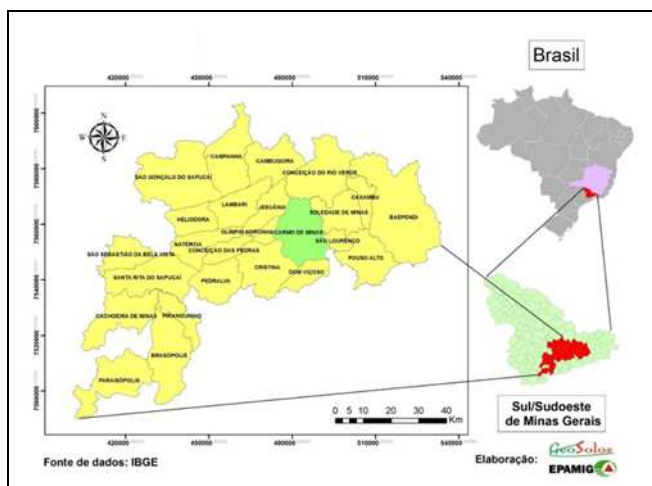 Brasil
420000 450000 480000 510000 540000
N
W E
S
CAMPANHA
CAMBUQUIRA
CONCEIÇÃO DO RIO VERDE
SÃO GONÇALO DO SAPUCAÍ
CAXAMBU
LAMBARI
JESUÂNIA
SOLEDADE DE MINAS
BAEPENDI
HELIODORA
OLÍMPIO NORONHA
CARMO DE MINAS
NATÉRCIA
SÃO LOURENÇO
SÃO SEBASTIÃO DA BELA VISTA
CONCEIÇÃO DAS PEDRAS
POUSO ALTO
CRISTINA
DOM VIÇOSO
SANTA RITA DO SAPUCAÍ
PEDRALVA
CACHOEIRA DE MINAS
PIRANGUINHO
BRASÓPOLIS
PARAISÓPOLIS
0 5 10 20 30 40
Km
420000 450000 480000 510000 540000
Sul/Sudoeste
de Minas Gerais
Fonte de dados: IBGE
Elaboração:
GeoSolos
EPAMIG